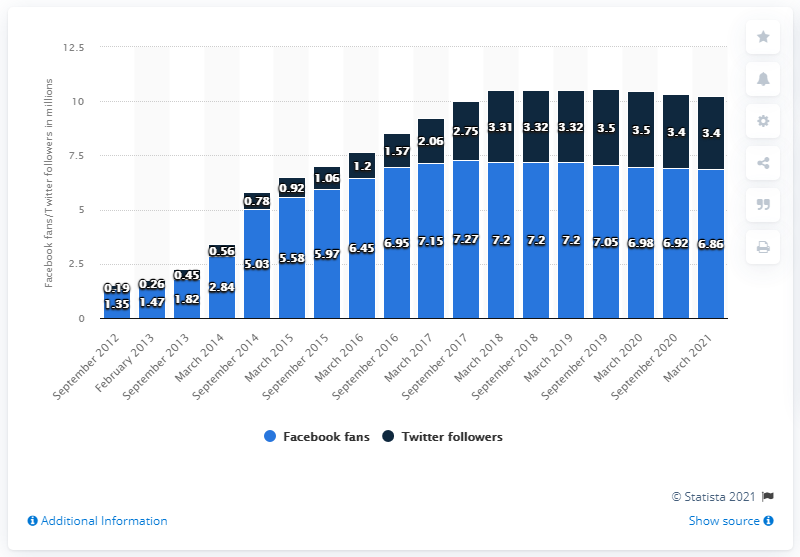 12.5
10
7.5
5
2.5
0
Facebook fans/Twitter followers in millions
0.19 0.26 0.45 0.56 0.78 0.92 1.06 1.2 1.57 2.06 2.75 3.31 3.32 3.32 3.5 3.5 3.4 3.4
1.35 1.47 1.82 2.84 5.03 5.58 5.97 6.45 6.95 7.15 7.27 7.2 7.2 7.2 7.05 6.98 6.92 6.86
September 2012
February 2013
September 2013
March 2014
September 2014
March 2015
September 2015
March 2016
September 2016
March 2017
September 2017
March 2018
September 2018
March 2019
September 2019
March 2020
September 2020
March 2021
Facebook fans Twitter followers
© Statista 2021
Additional Information Show source